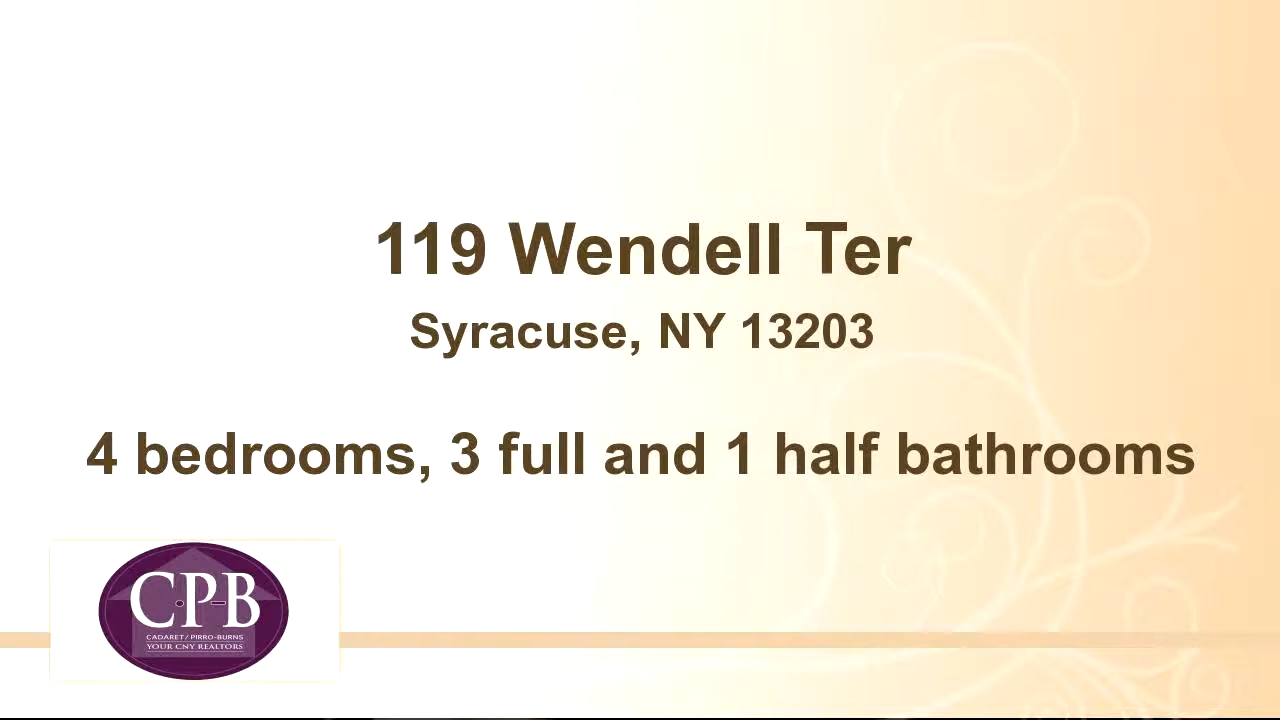 119 Wendell Ter
Syracuse, NY 13203
4 bedrooms, 3 full and 1 half bathrooms
C·P-B
CADARET / PIRRO-BURNS
YOUR CNY REALTORS